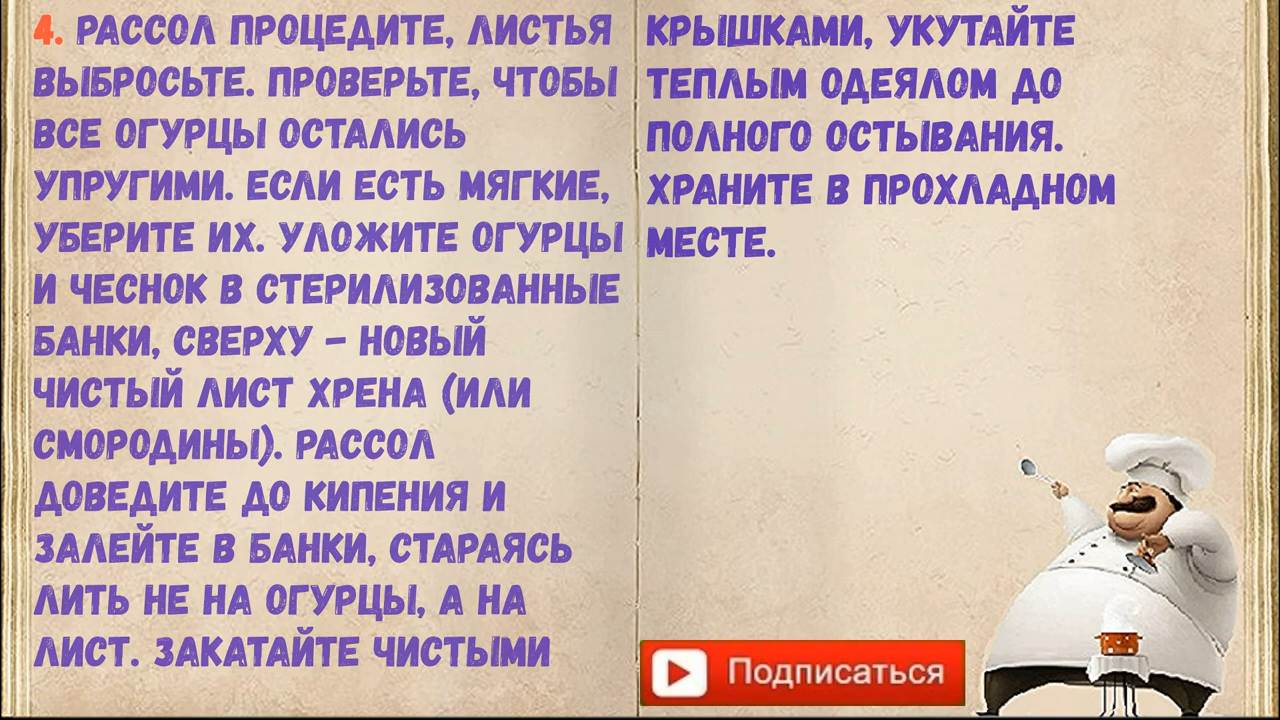 4. РАССОЛ ПРОЦЕДИТЕ, ЛИСТЬЯ
ВЫБРОСЬТЕ. ПРОВЕРЬТЕ, ЧТОБЫ
ВСЕ ОГУРЦЫ ОСТАЛИСЬ
УПРУГИМИ. ЕСЛИ ЕСТЬ МЯГКИЕ,
УБЕРИТЕ ИХ. УЛОЖИТЕ ОГУРЦЫ
И ЧЕСНОК В СТЕРИЛИЗОВАННЫЕ
БАНКИ, СВЕРХУ – НОВЫЙ
ЧИСТЫЙ ЛИСТ ХРЕНА (ИЛИ
СМОРОДИНЫ). РАССОЛ
ДОВЕДИТЕ ДО КИПЕНИЯ И
ЗАЛЕЙТЕ В БАНКИ, СТАРАЯСЬ
ЛИТЬ НЕ НА ОГУРЦЫ, А НА
ЛИСТ. ЗАКАТАЙТЕ ЧИСТЫМИ
КРЫШКАМИ, УКУТАЙТЕ
ТЕПЛЫМ ОДЕЯЛОМ ДО
ПОЛНОГО ОСТЫВАНИЯ.
ХРАНИТЕ В ПРОХЛАДНОМ
МЕСТЕ.
Подписаться